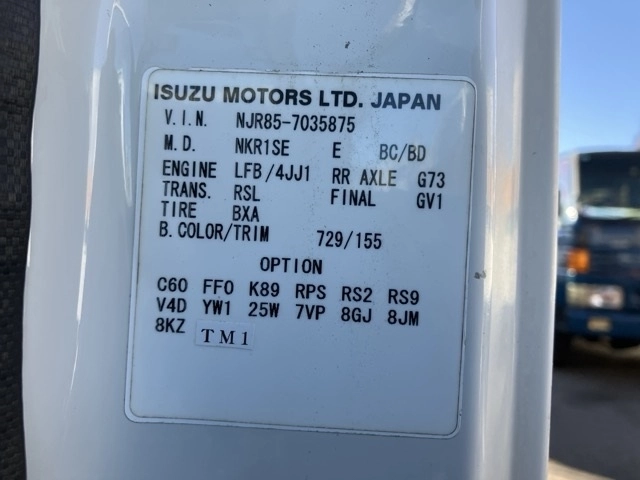 ISUZU MOTORS LTD. JAPAN
V.I.N. NJR85-7035875
M.D. NKR1SE E BC/BD
ENGINE LFB/4JJ1 RR AXLE G73
TRANS. RSL FINAL GV1
TIRE BXA
B.COLOR/TRIM 729/155
OPTION
C60 FF0 K89 RPS RS2 RS9
V4D YW1 25W 7VP 8GJ 8JM
8KZ TM1